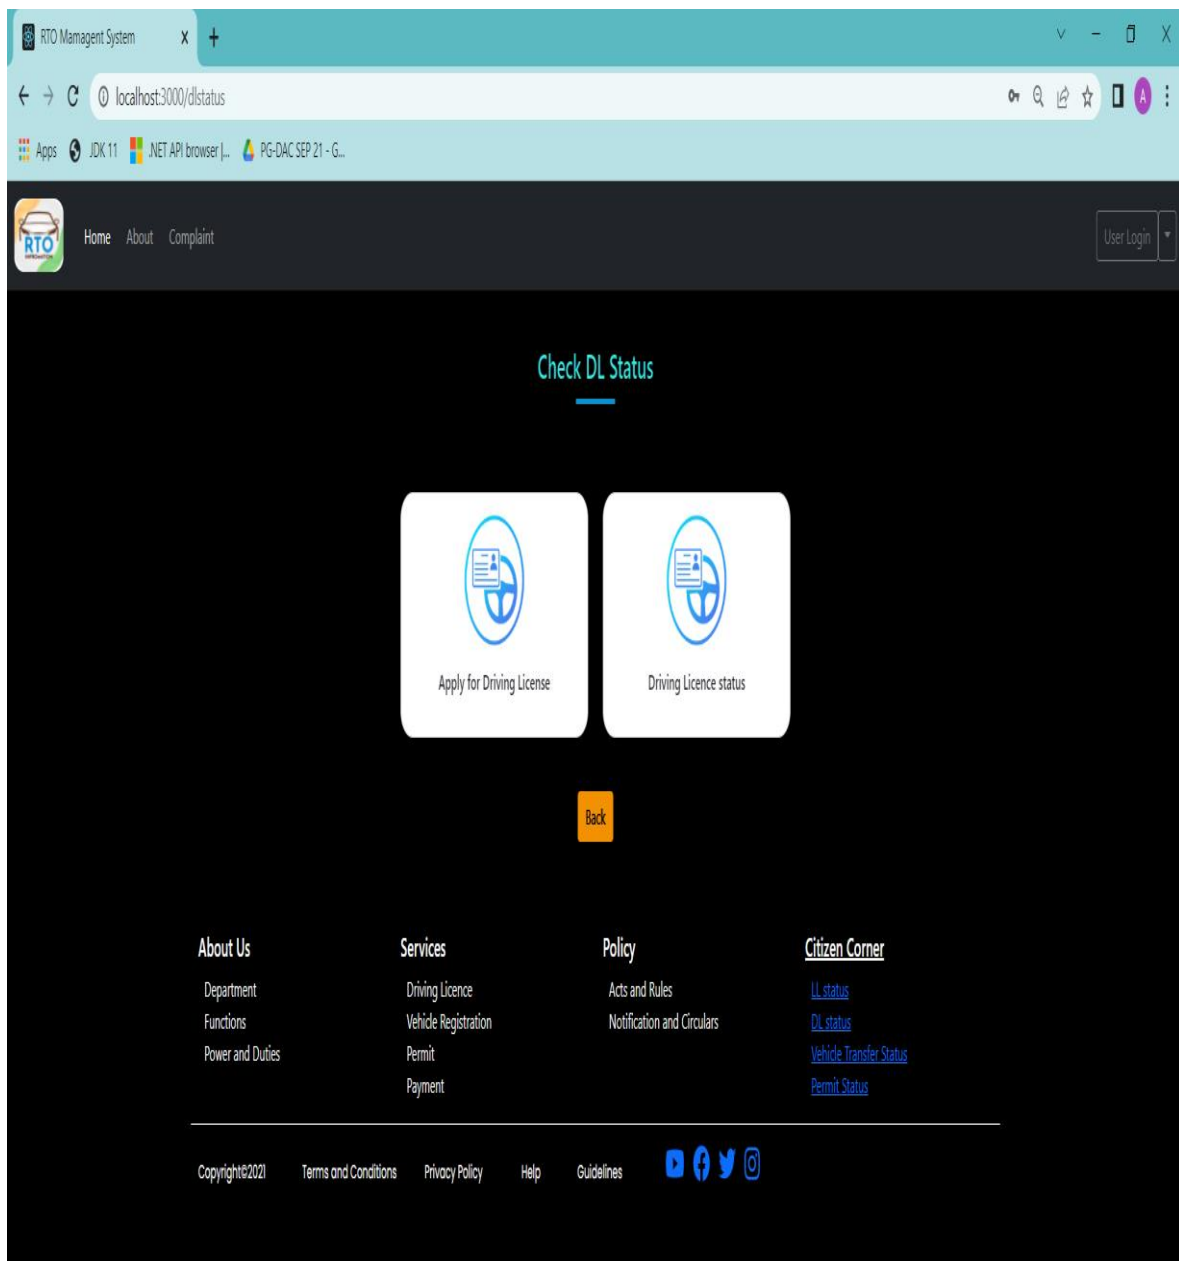 RTO Mamagent System
localhost:3000/dlstatus
Apps JDK 11 .NET API browser |... PG-DAC SEP 21 - G...
A
RTO
Home About Complaint
User Login
Check DL Status
Apply for Driving License
Driving Licence status
Back
About Us
Department
Functions
Power and Duties
Services
Driving Licence
Vehicle Registration
Permit
Payment
Policy
Acts and Rules
Notification and Circulars
Citizen Corner
LL status
DL status
Vehicle Transfer Status
Permit Status
Copyright©2021 Terms and Conditions Privacy Policy Help Guidelines